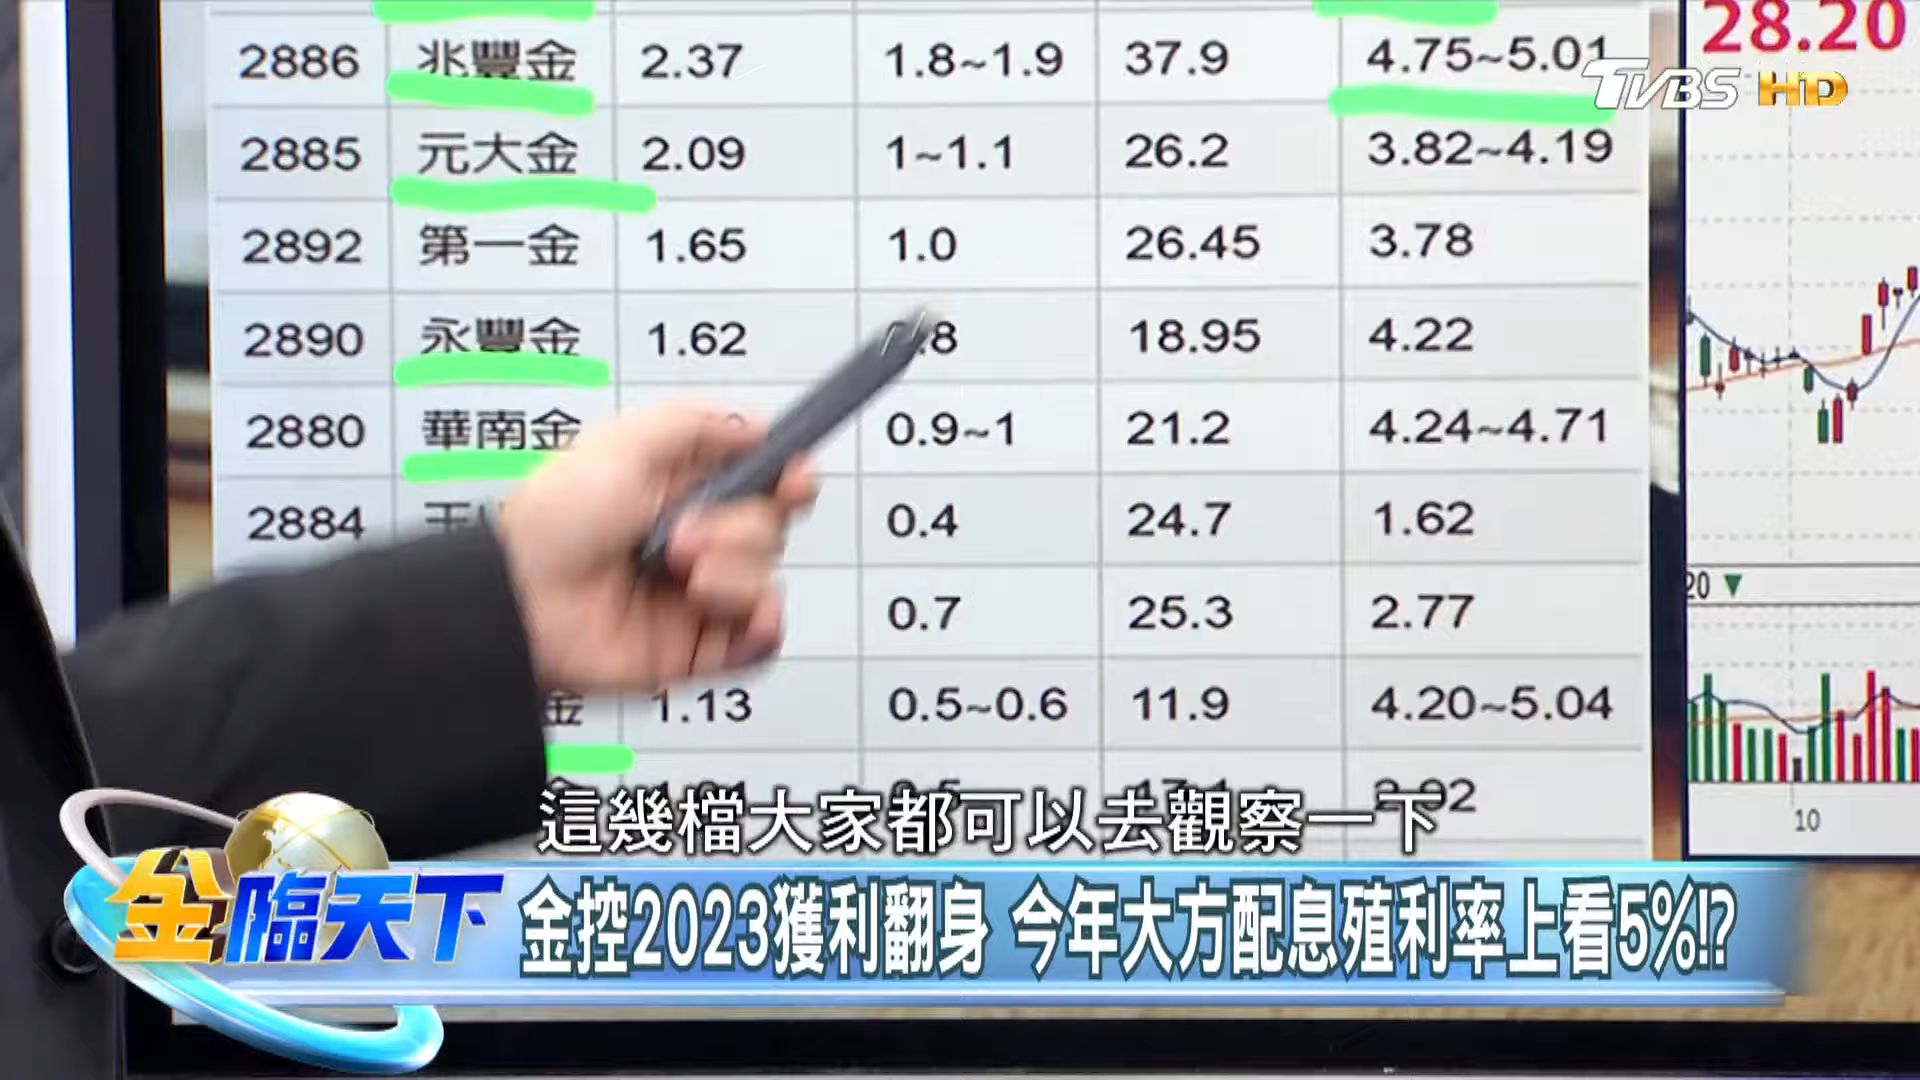 28.20
TVBS HD
2886 兆豐金 2.37 1.8~1.9 37.9 4.75~5.01
2885 元大金 2.09 1~1.1 26.2 3.82~4.19
2892 第一金 1.65 1.0 26.45 3.78
2890 永豐金 1.62 .8 18.95 4.22
2880 華南金 0.9~1 21.2 4.24~4.71
2884 0.4 24.7 1.62
0.7 25.3 2.77
金 1.13 0.5~0.6 11.9 4.20~5.04
20 ▼
10
這幾檔大家都可以去觀察一下
金臨天下
金控2023獲利翻身 今年大方配息殖利率上看5%!?